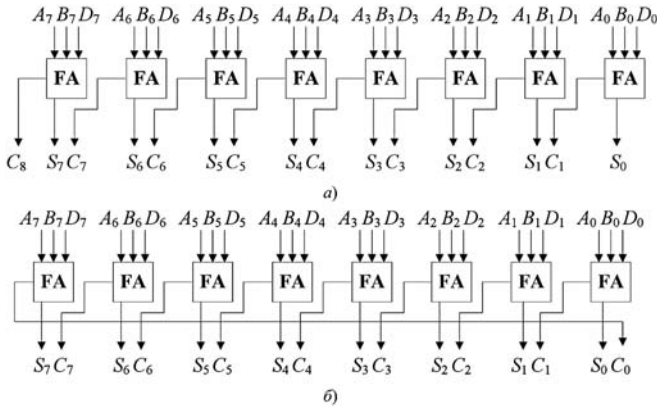 A₇ B₇ D₇ A₆ B₆ D₆ A₅ B₅ D₅ A₄ B₄ D₄ A₃ B₃ D₃ A₂ B₂ D₂ A₁ B₁ D₁ A₀ B₀ D₀
FA FA FA FA FA FA FA FA
C₈ S₇ C₇ S₆ C₆ S₅ C₅ S₄ C₄ S₃ C₃ S₂ C₂ S₁ C₁ S₀
а)
A₇ B₇ D₇ A₆ B₆ D₆ A₅ B₅ D₅ A₄ B₄ D₄ A₃ B₃ D₃ A₂ B₂ D₂ A₁ B₁ D₁ A₀ B₀ D₀
FA FA FA FA FA FA FA FA
S₇ C₇ S₆ C₆ S₅ C₅ S₄ C₄ S₃ C₃ S₂ C₂ S₁ C₁ S₀ C₀
б)